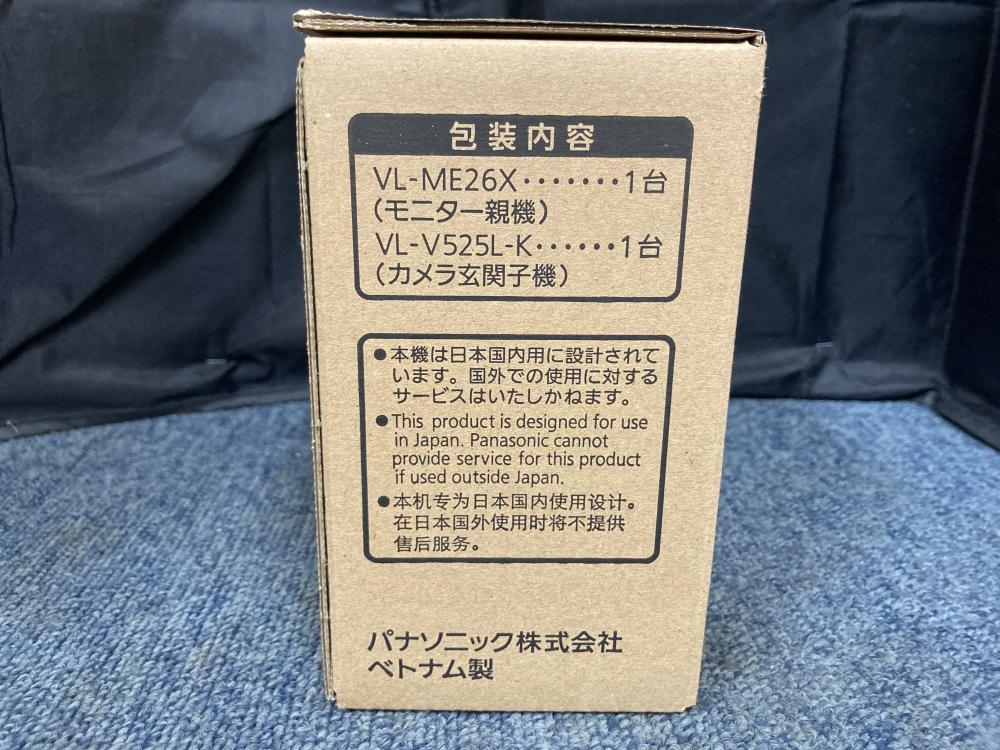 包装内容
VL-ME26X‥‥‥‥1台
(モニター親機)
VL-V525L-K‥‥‥1台
(カメラ玄関子機)
●本機は日本国内用に設計されて
います。国外での使用に対する
サービスはいたしかねます。
●This product is designed for use
in Japan. Panasonic cannot
provide service for this product
if used outside Japan.
●本机专为日本国内使用设计。
在日本国外使用时将不提供
售后服务。
パナソニック株式会社
ベトナム製